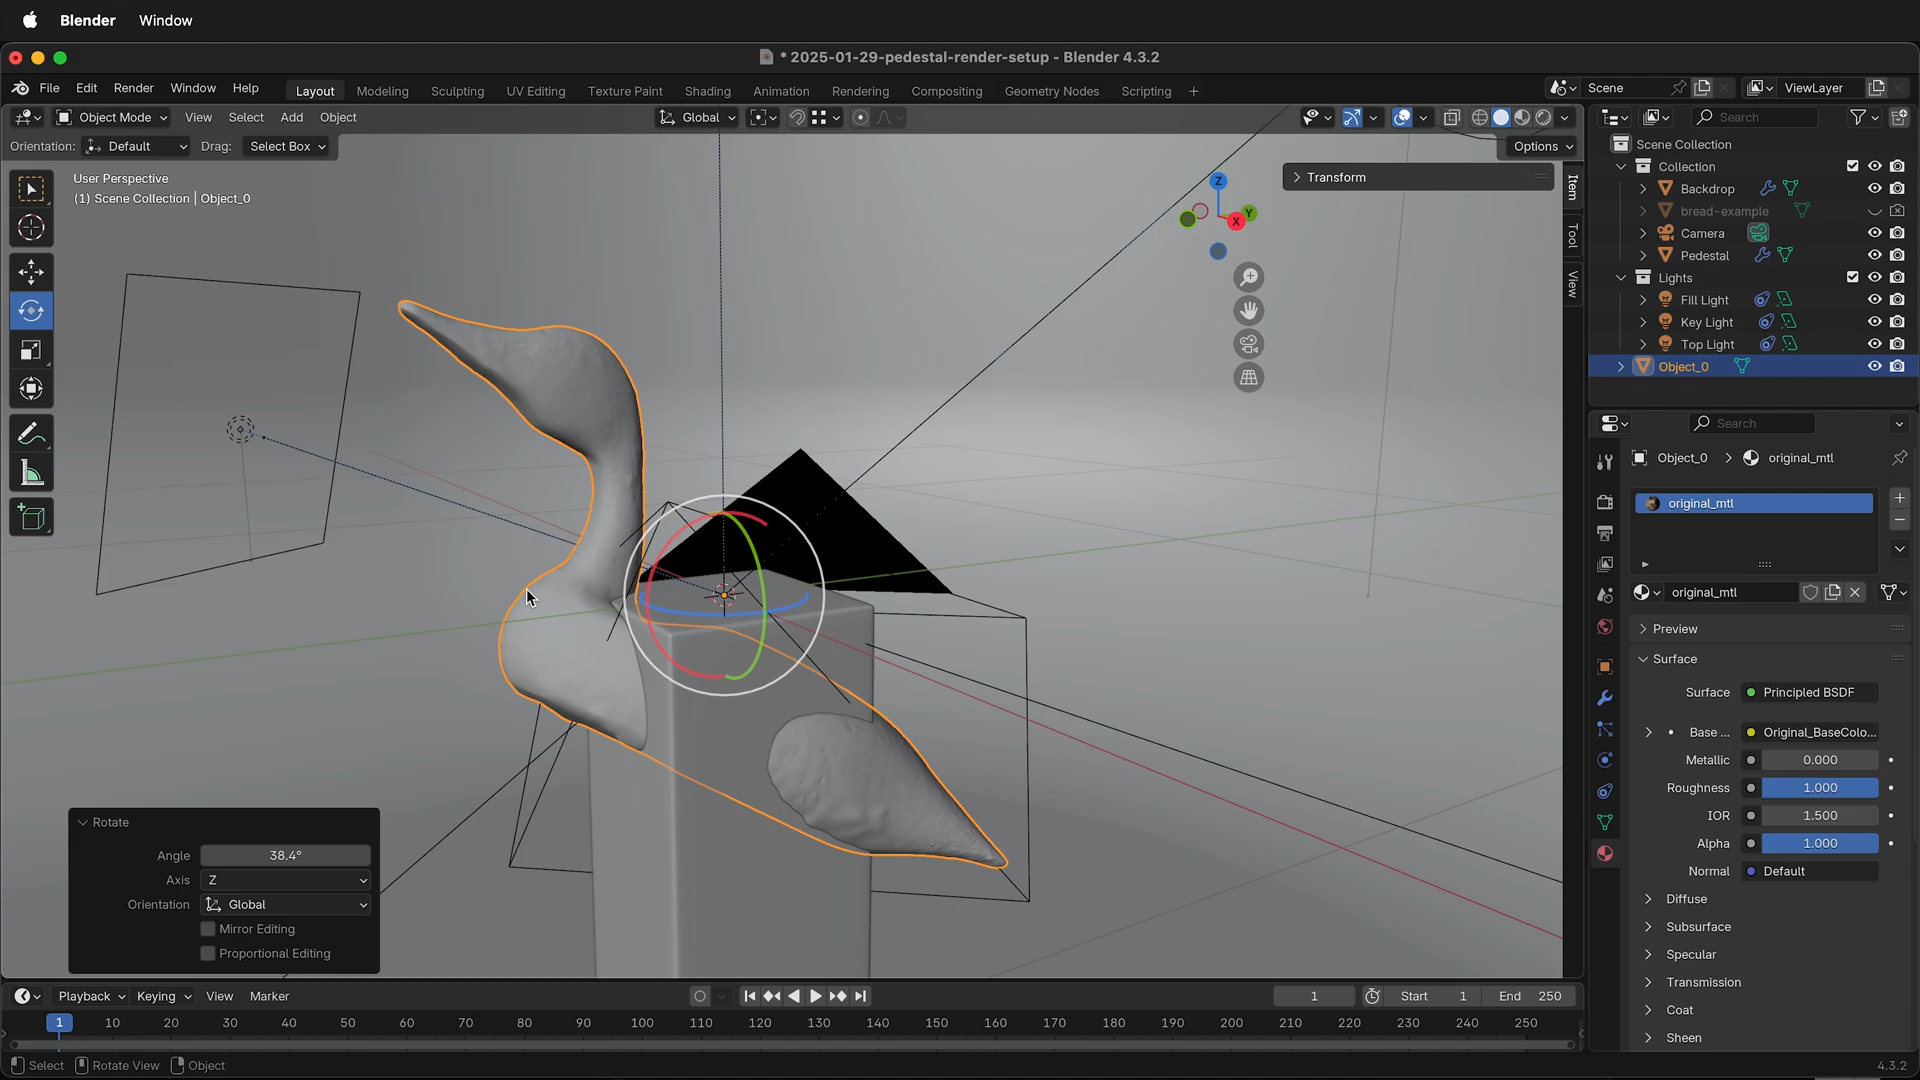 Blender Window
* 2025-01-29-pedestal-render-setup - Blender 4.3.2
File Edit Render Window Help Layout Modeling Sculpting UV Editing Texture Paint Shading Animation Rendering Compositing Geometry Nodes Scripting + Scene ViewLayer
Object Mode View Select Add Object Global Search
Orientation: Default Drag: Select Box Options
Scene Collection
User Perspective
(1) Scene Collection | Object_0
Transform
Item
Tool
View
Z
Y
X
Collection
Backdrop
bread-example
Camera
Pedestal
Lights
Fill Light
Key Light
Top Light
Object_0
Search
Object_0 > original_mtl
original_mtl
original_mtl
Preview
Surface
Surface Principled BSDF
Base ... Original_BaseColo...
Metallic 0.000
Roughness 1.000
IOR 1.500
Alpha 1.000
Normal Default
Diffuse
Subsurface
Specular
Transmission
Coat
Sheen
Rotate
Angle 38.4°
Axis Z
Orientation Global
Mirror Editing
Proportional Editing
Playback Keying View Marker 1 Start 1 End 250
1 10 20 30 40 50 60 70 80 90 100 110 120 130 140 150 160 170 180 190 200 210 220 230 240 250
Select Rotate View Object 4.3.2